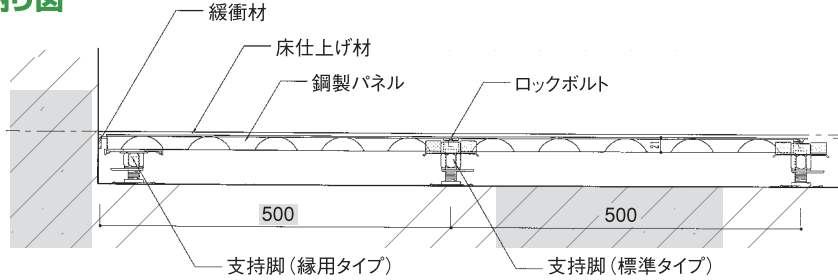 り図
緩衝材
床仕上げ材
鋼製パネル
ロックボルト
27
500
500
支持脚（縁用タイプ）
支持脚（標準タイプ）